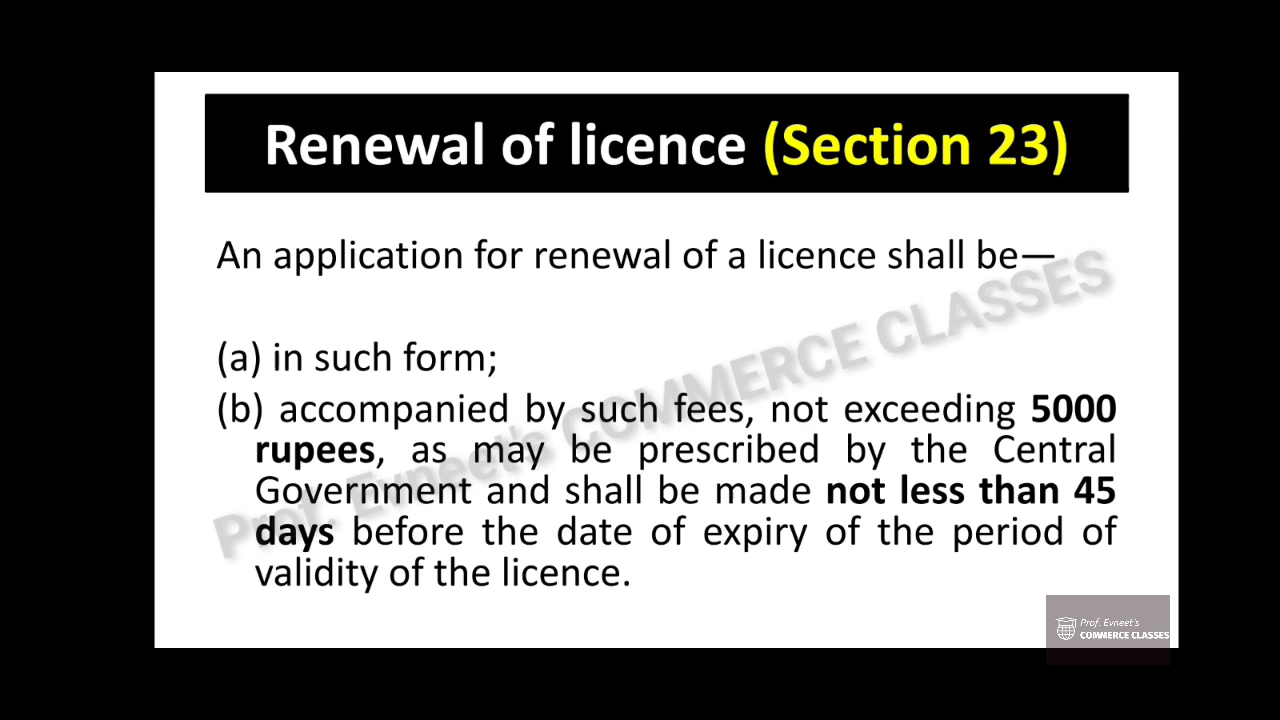 Renewal of licence (Section 23)
An application for renewal of a licence shall be—
(a) in such form;
(b) accompanied by such fees, not exceeding 5000
rupees, as may be prescribed by the Central
Government and shall be made not less than 45
days before the date of expiry of the period of
validity of the licence.
Prof. Evneet's COMMERCE CLASSES
Prof. Evneet's
COMMERCE CLASSES